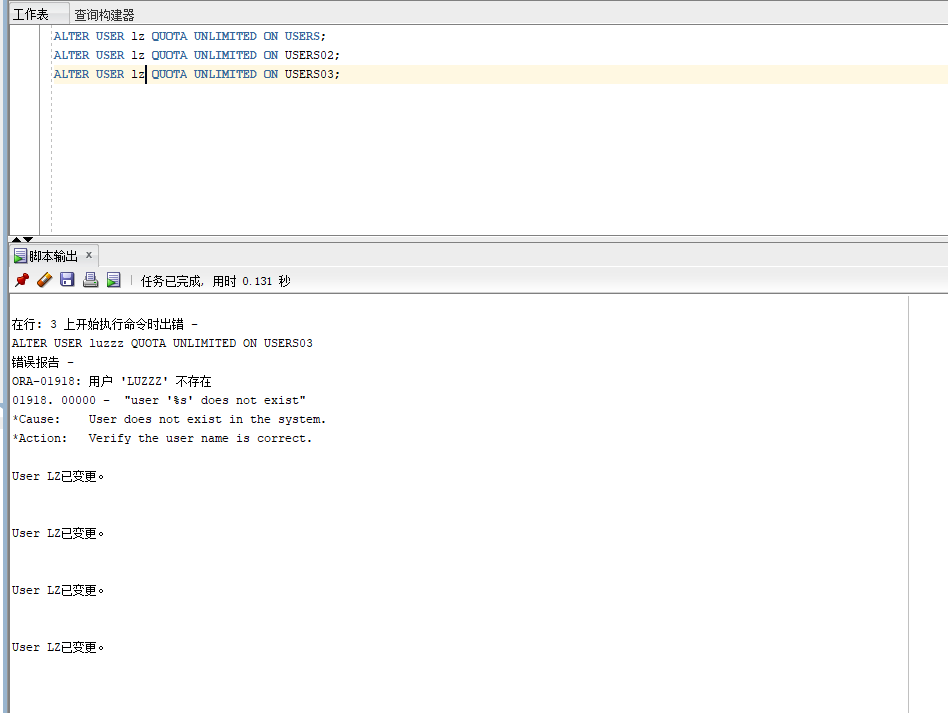 工作表 查询构建器
ALTER USER lz QUOTA UNLIMITED ON USERS;
ALTER USER lz QUOTA UNLIMITED ON USERS02;
ALTER USER lz QUOTA UNLIMITED ON USERS03;
脚本输出 x
任务已完成, 用时 0.131 秒
在行: 3 上开始执行命令时出错 -
ALTER USER luzzz QUOTA UNLIMITED ON USERS03
错误报告 -
ORA-01918: 用户 'LUZZZ' 不存在
01918. 00000 -  "user '%s' does not exist"
*Cause:    User does not exist in the system.
*Action:   Verify the user name is correct.
User LZ已变更。
User LZ已变更。
User LZ已变更。
User LZ已变更。